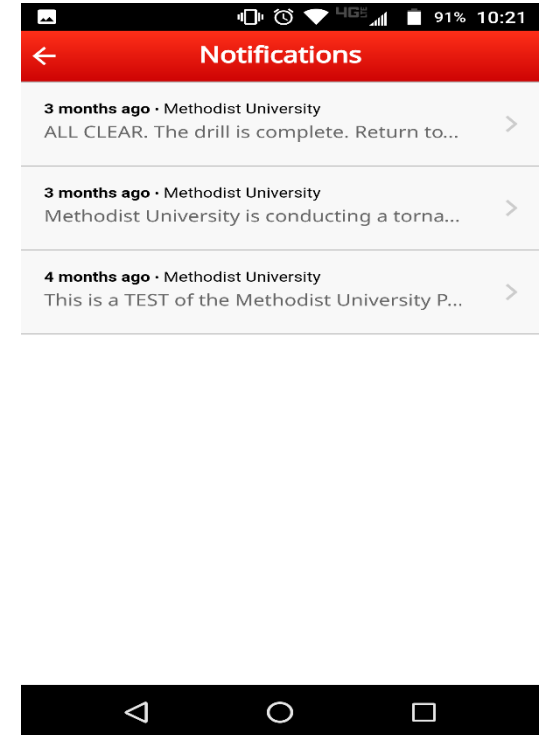 4G 91% 10:21
Notifications
3 months ago · Methodist University
ALL CLEAR. The drill is complete. Return to...
3 months ago · Methodist University
Methodist University is conducting a torna...
4 months ago · Methodist University
This is a TEST of the Methodist University P...